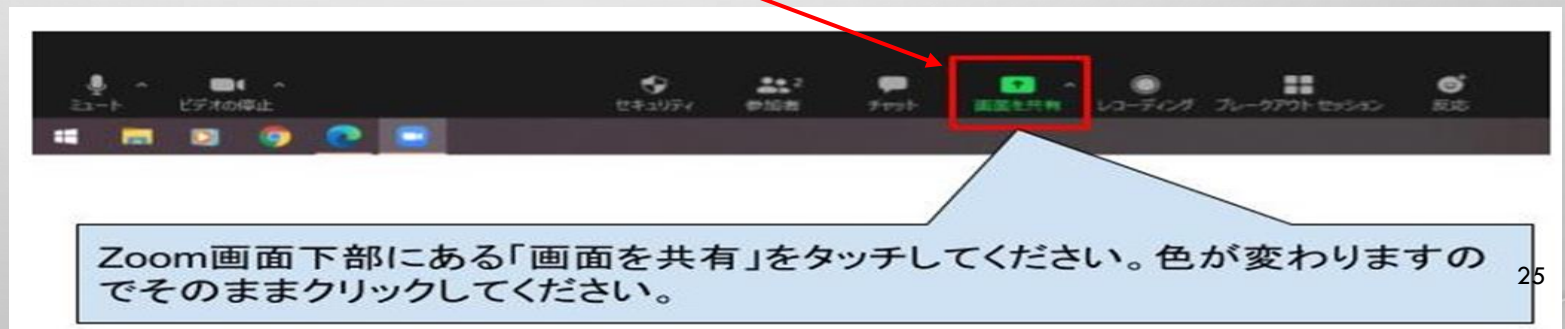 ミュート ビデオの停止 セキュリティ 参加者 2 チャット 画面を共有 レコーディング ブレークアウト セッション 反応
Zoom画面下部にある「画面を共有」をタッチしてください。色が変わりますの
でそのままクリックしてください。
25